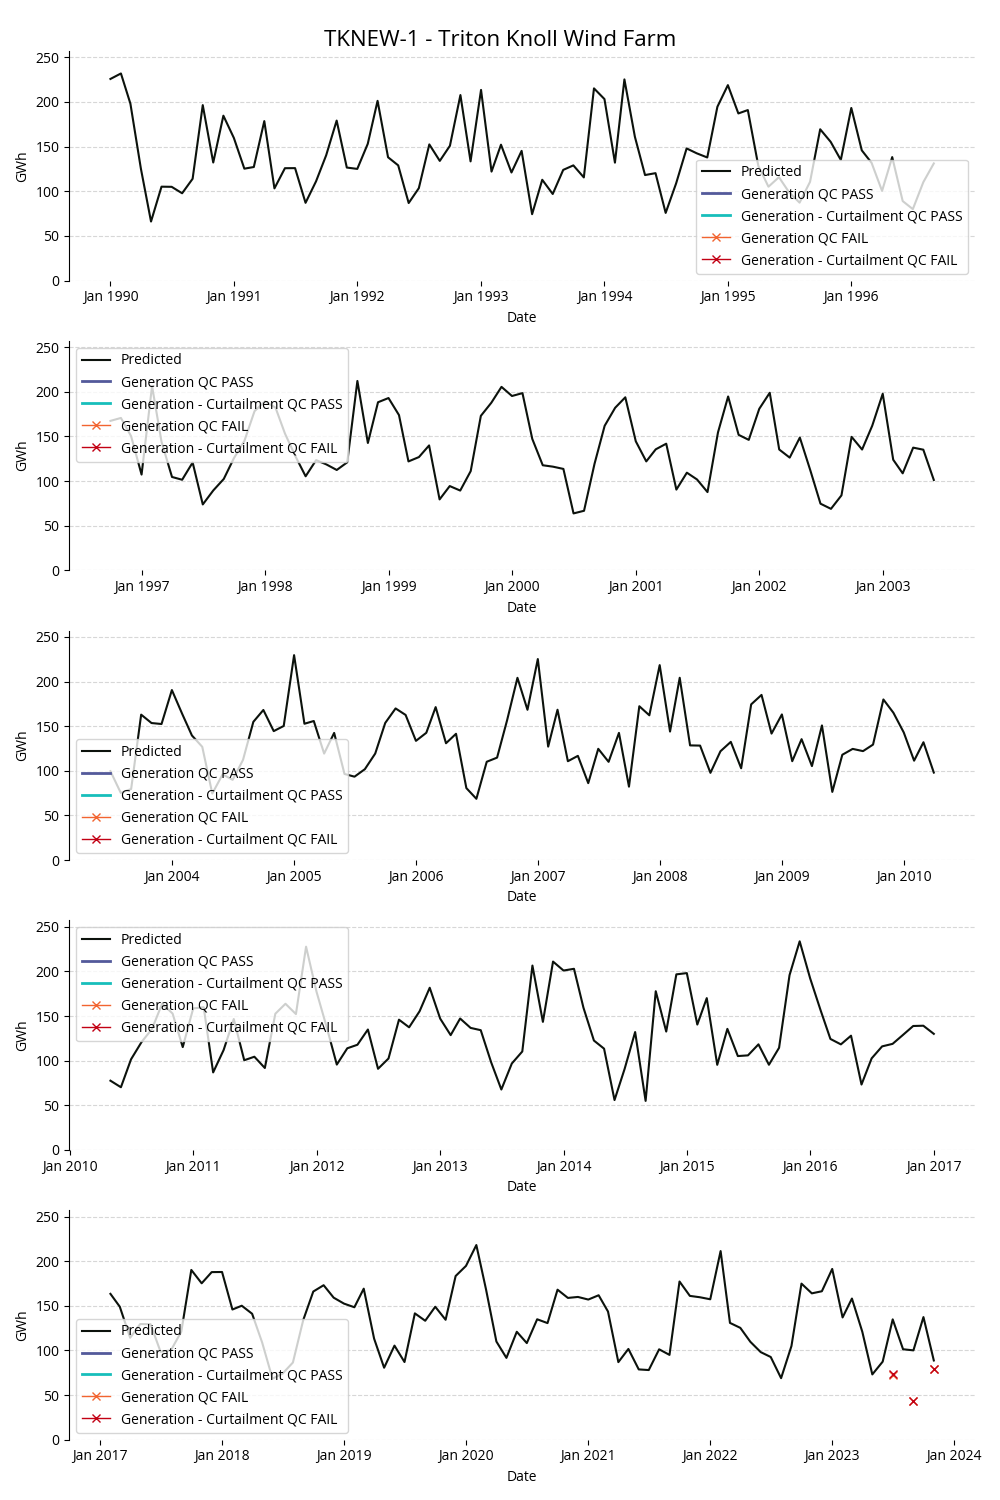 TKNEW-1 - Triton Knoll Wind Farm
250
200
150
100
50
0
GWh
Predicted
Generation QC PASS
Generation - Curtailment QC PASS
Generation QC FAIL
Generation - Curtailment QC FAIL
Jan 1990 Jan 1991 Jan 1992 Jan 1993 Jan 1994 Jan 1995 Jan 1996
Date
250
200
150
100
50
0
GWh
Predicted
Generation QC PASS
Generation - Curtailment QC PASS
Generation QC FAIL
Generation - Curtailment QC FAIL
Jan 1997 Jan 1998 Jan 1999 Jan 2000 Jan 2001 Jan 2002 Jan 2003
Date
250
200
150
100
50
0
GWh
Predicted
Generation QC PASS
Generation - Curtailment QC PASS
Generation QC FAIL
Generation - Curtailment QC FAIL
Jan 2004 Jan 2005 Jan 2006 Jan 2007 Jan 2008 Jan 2009 Jan 2010
Date
250
200
150
100
50
0
GWh
Predicted
Generation QC PASS
Generation - Curtailment QC PASS
Generation QC FAIL
Generation - Curtailment QC FAIL
Jan 2010 Jan 2011 Jan 2012 Jan 2013 Jan 2014 Jan 2015 Jan 2016 Jan 2017
Date
250
200
150
100
50
0
GWh
Predicted
Generation QC PASS
Generation - Curtailment QC PASS
Generation QC FAIL
Generation - Curtailment QC FAIL
Jan 2017 Jan 2018 Jan 2019 Jan 2020 Jan 2021 Jan 2022 Jan 2023 Jan 2024
Date